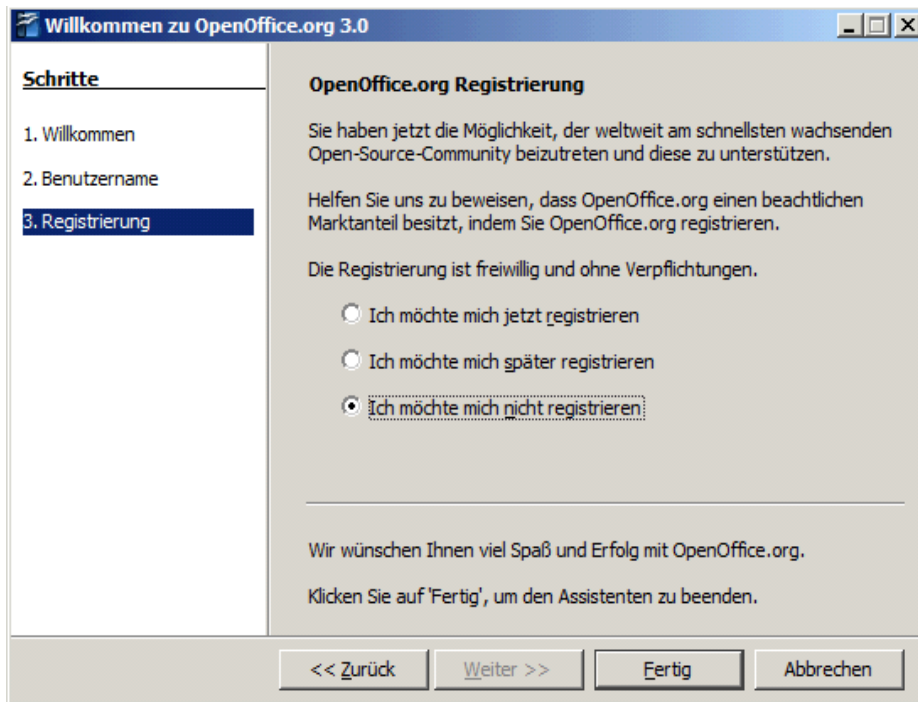 Willkommen zu OpenOffice.org 3.0
Schritte
1. Willkommen
2. Benutzername
3. Registrierung
OpenOffice.org Registrierung
Sie haben jetzt die Möglichkeit, der weltweit am schnellsten wachsenden
Open-Source-Community beizutreten und diese zu unterstützen.
Helfen Sie uns zu beweisen, dass OpenOffice.org einen beachtlichen
Marktanteil besitzt, indem Sie OpenOffice.org registrieren.
Die Registrierung ist freiwillig und ohne Verpflichtungen.
Ich möchte mich jetzt registrieren
Ich möchte mich später registrieren
Ich möchte mich nicht registrieren
Wir wünschen Ihnen viel Spaß und Erfolg mit OpenOffice.org.
Klicken Sie auf 'Fertig', um den Assistenten zu beenden.
<< Zurück
Weiter >>
Fertig
Abbrechen